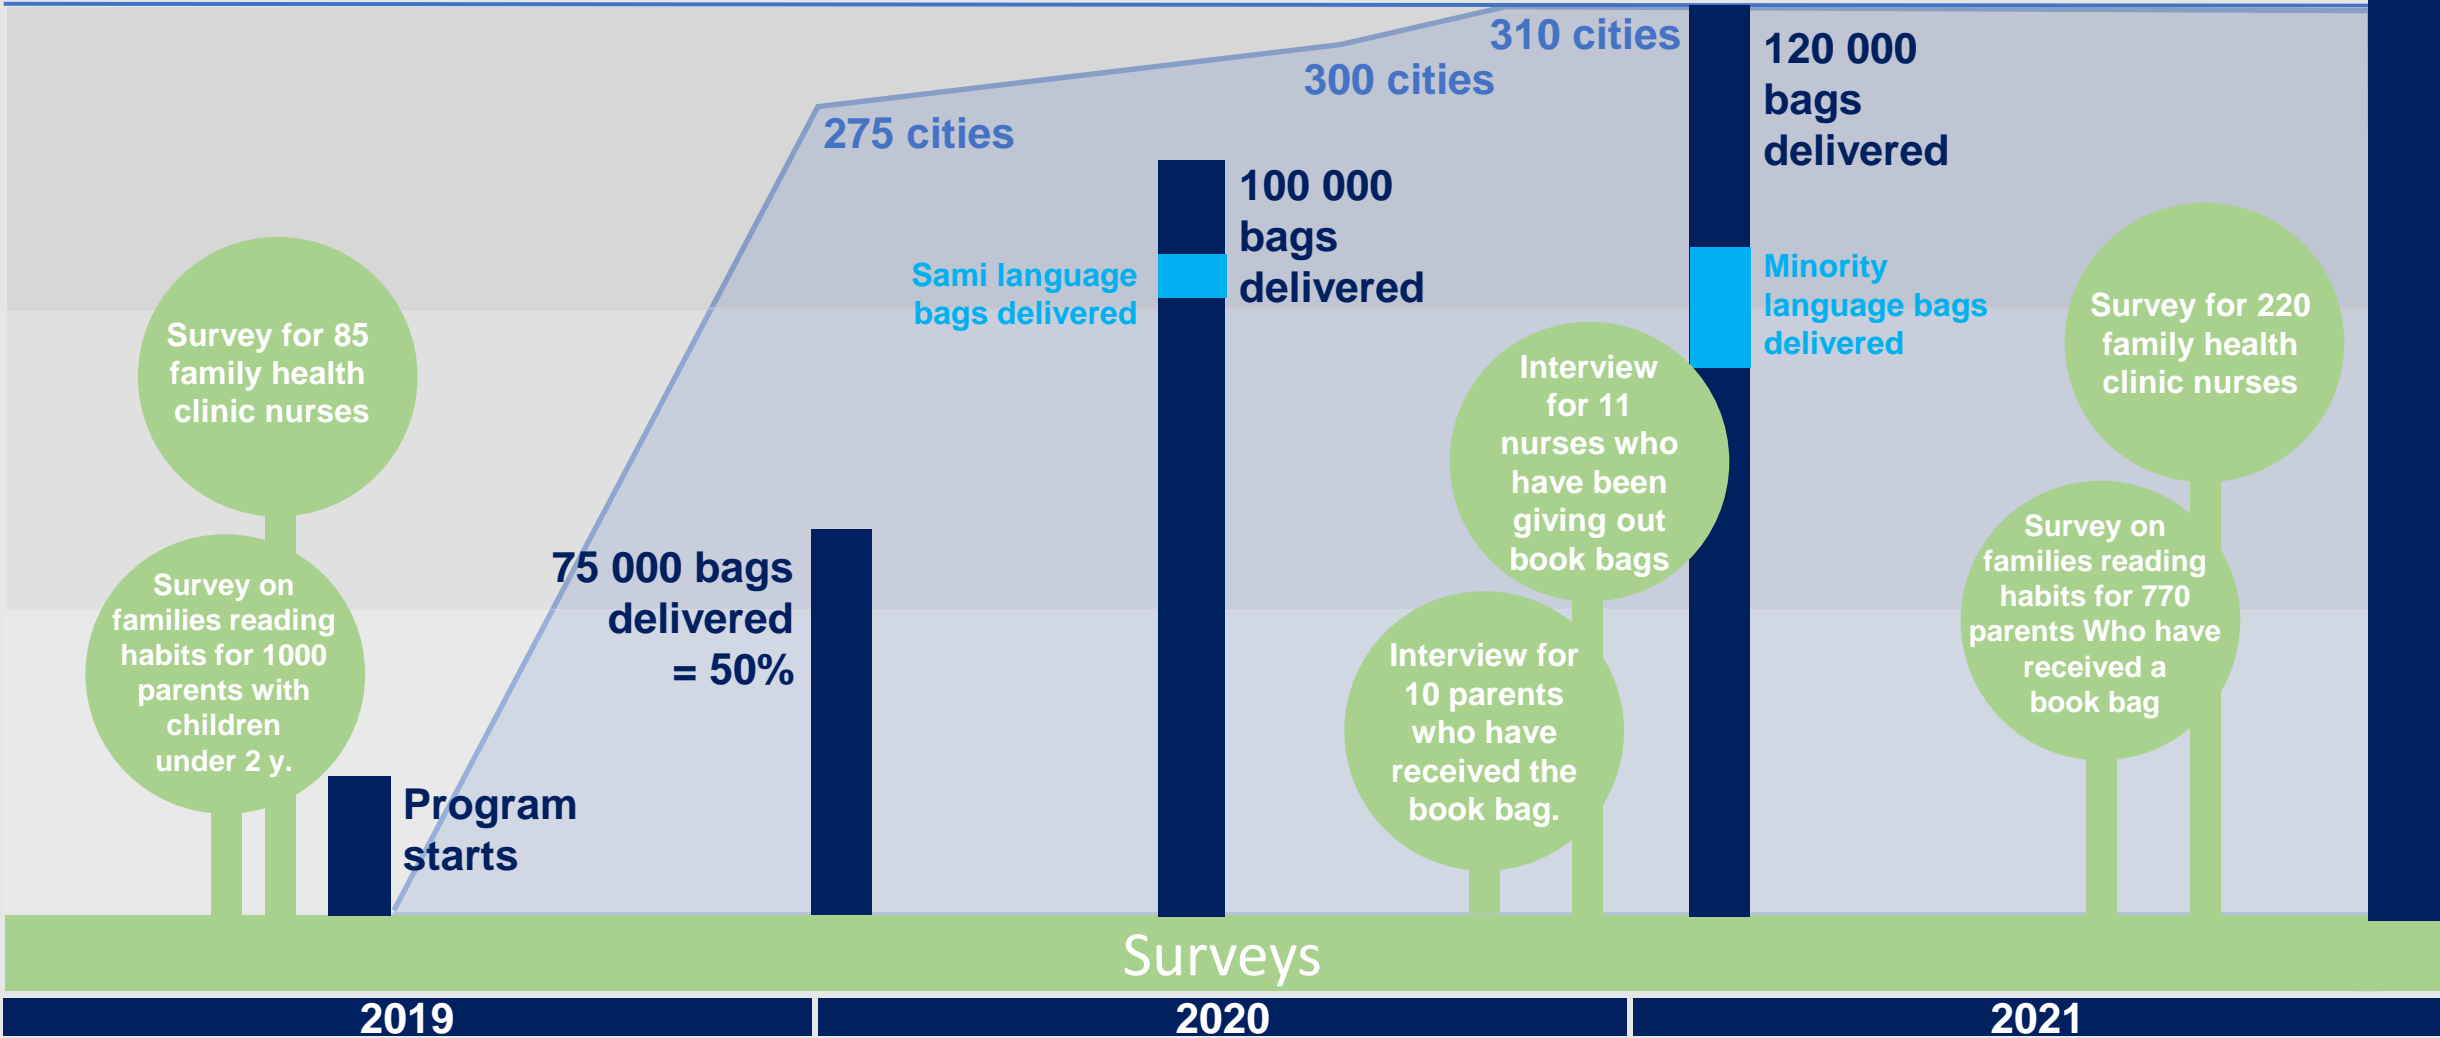 310 cities
300 cities
275 cities
120 000
bags
delivered
100 000
bags
delivered
Sami language
bags delivered
Minority
language bags
delivered
Survey for 85
family health
clinic nurses
Survey on
families reading
habits for 1000
parents with
children
under 2 y.
Program
starts
75 000 bags
delivered
= 50%
Interview
for 11
nurses who
have been
giving out
book bags
Interview for
10 parents
who have
received the
book bag.
Survey for 220
family health
clinic nurses
Survey on
families reading
habits for 770
parents Who have
received a
book bag
Surveys
2019
2020
2021